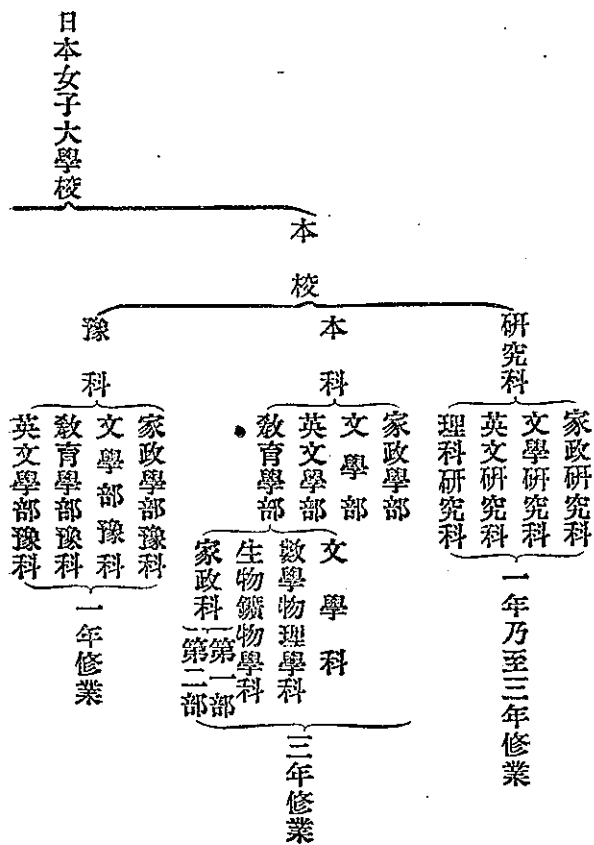 日本女子大學校
本校
研究科
家政研究科
文學研究科
英文研究科
理科研究科
一年乃至三年修業
本科
家政學部
文學部
英文學部
敎育學部
文學科
數學物理學科
生物鑛物學科
家政科
第一部
第二部
三年修業
豫科
家政學部豫科
文學部豫科
敎育學部豫科
英文學部豫科
一年修業